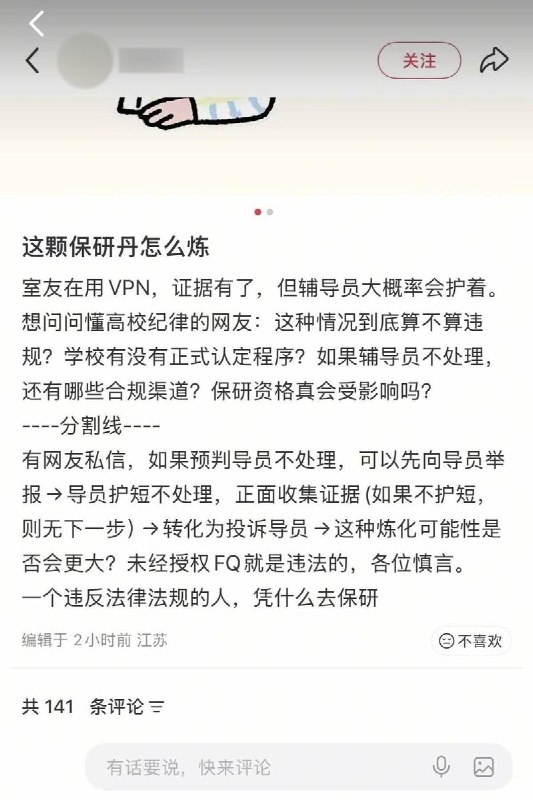 关注
这颗保研丹怎么炼
室友在用VPN，证据有了，但辅导员大概率会护着。
想问问懂高校纪律的网友：这种情况到底算不算违
规？学校有没有正式认定程序？如果辅导员不处理，
还有哪些合规渠道？保研资格真会受影响吗？
----分割线----
有网友私信，如果预判导员不处理，可以先向导员举
报→导员护短不处理，正面收集证据(如果不护短，
则无下一步)→转化为投诉导员→这种炼化可能性是
否会更大？未经授权FQ就是违法的，各位慎言。
一个违反法律法规的人，凭什么去保研
编辑于 2小时前 江苏
不喜欢
共 141 条评论
有话要说，快来评论